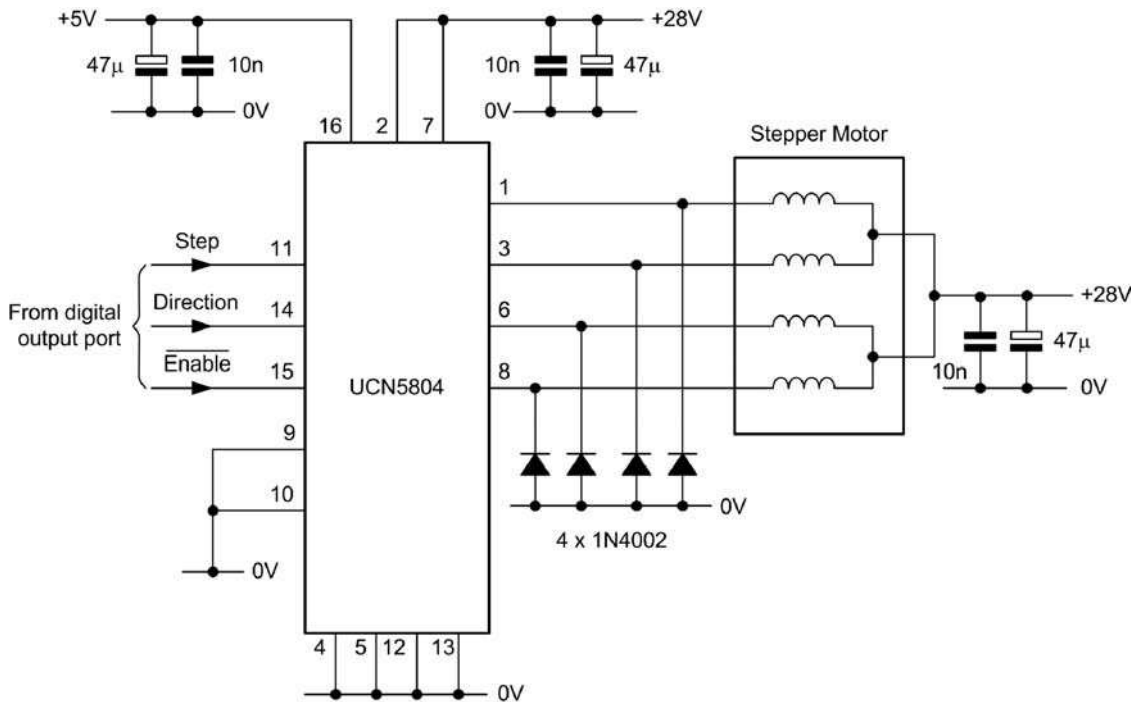 +5V
+28V
47μ
10n
10n
47μ
0V
0V
16
2
7
Stepper Motor
1
Step
11
3
Direction
14
6
From digital
output port
+28V
Enable
15
8
UCN5804
10n
47μ
0V
9
10
0V
4 x 1N4002
0V
4
5
12
13
0V